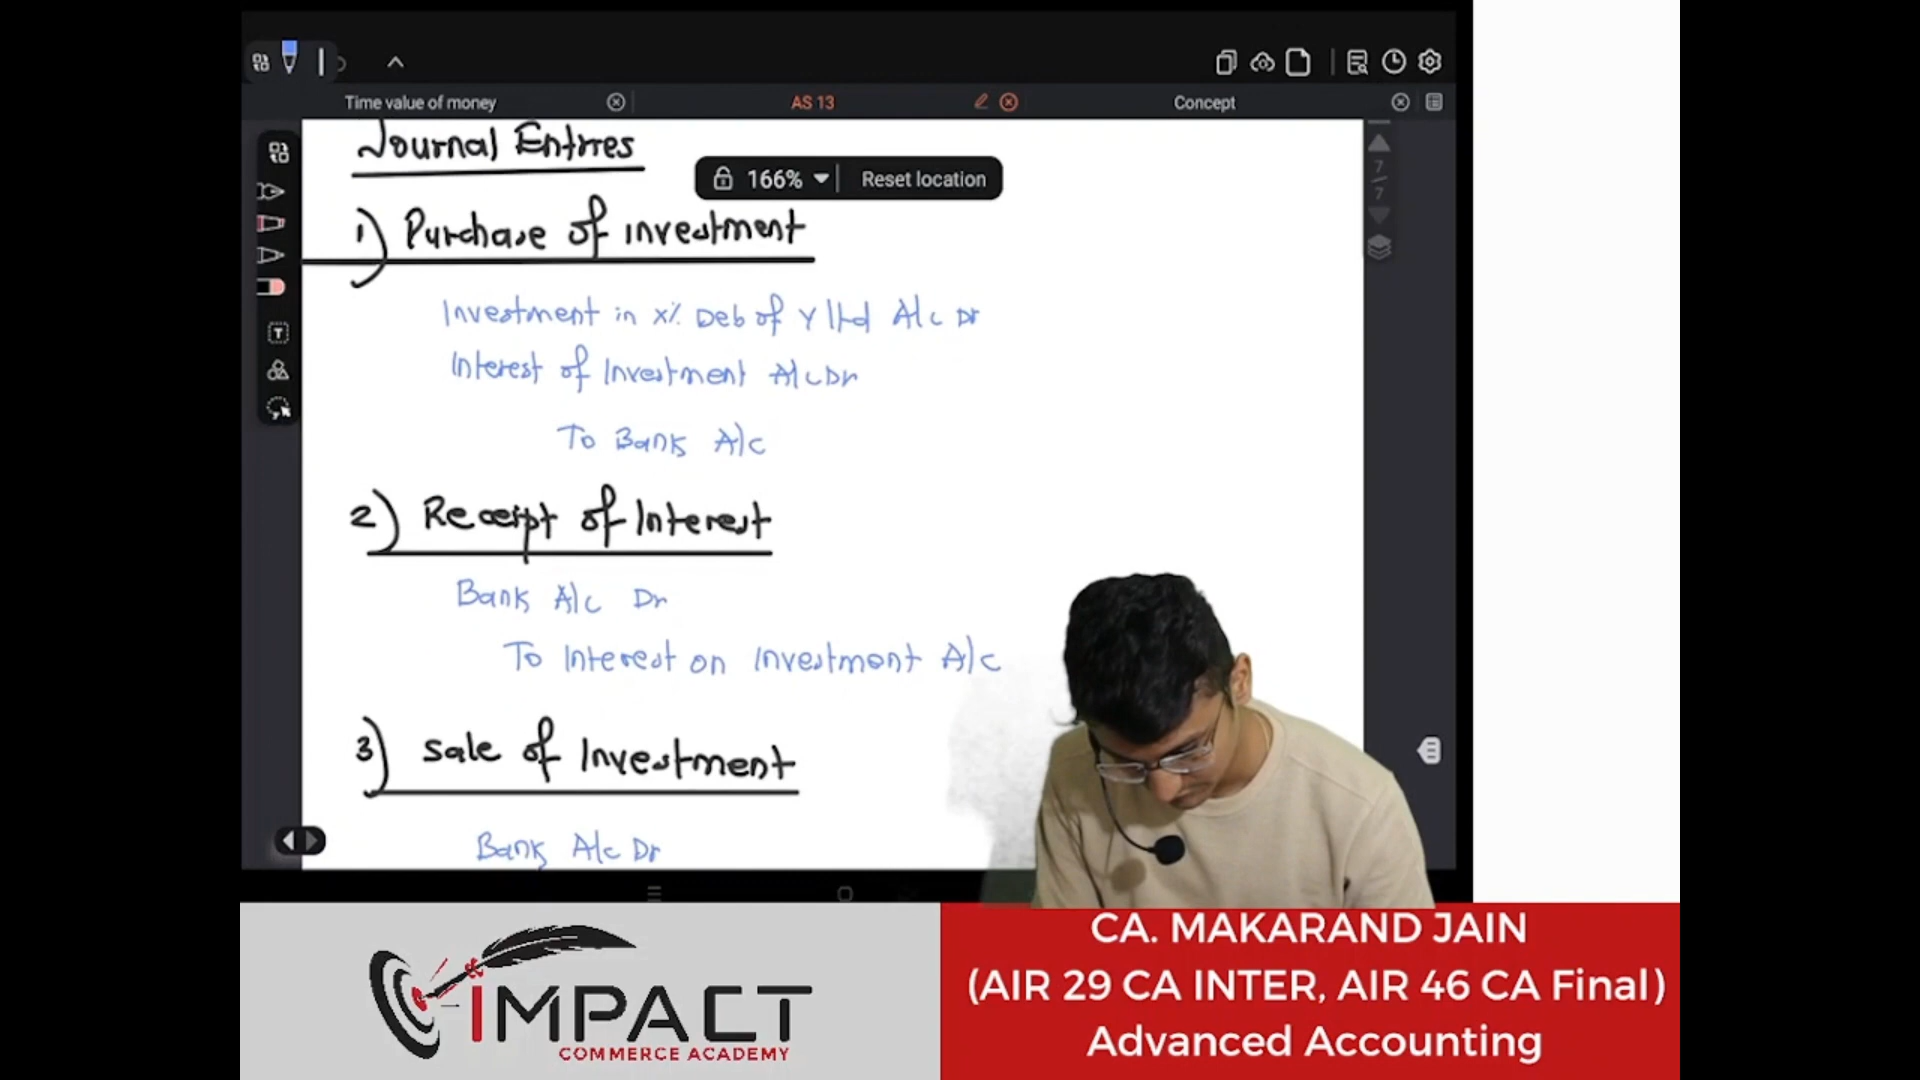 Time value of money
AS 13
Concept
166%
Reset location
7
7
Journal Entries
1) Purchase of investment
Investment in X% Deb of Y ltd A/c Dr
Interest of Investment A/c Dr
To Bank A/c
2) Receipt of Interest
Bank A/c Dr
To Interest on Investment A/c
3) Sale of Investment
Bank A/c Dr
IMPACT
COMMERCE ACADEMY
CA. MAKARAND JAIN
(AIR 29 CA INTER, AIR 46 CA Final)
Advanced Accounting